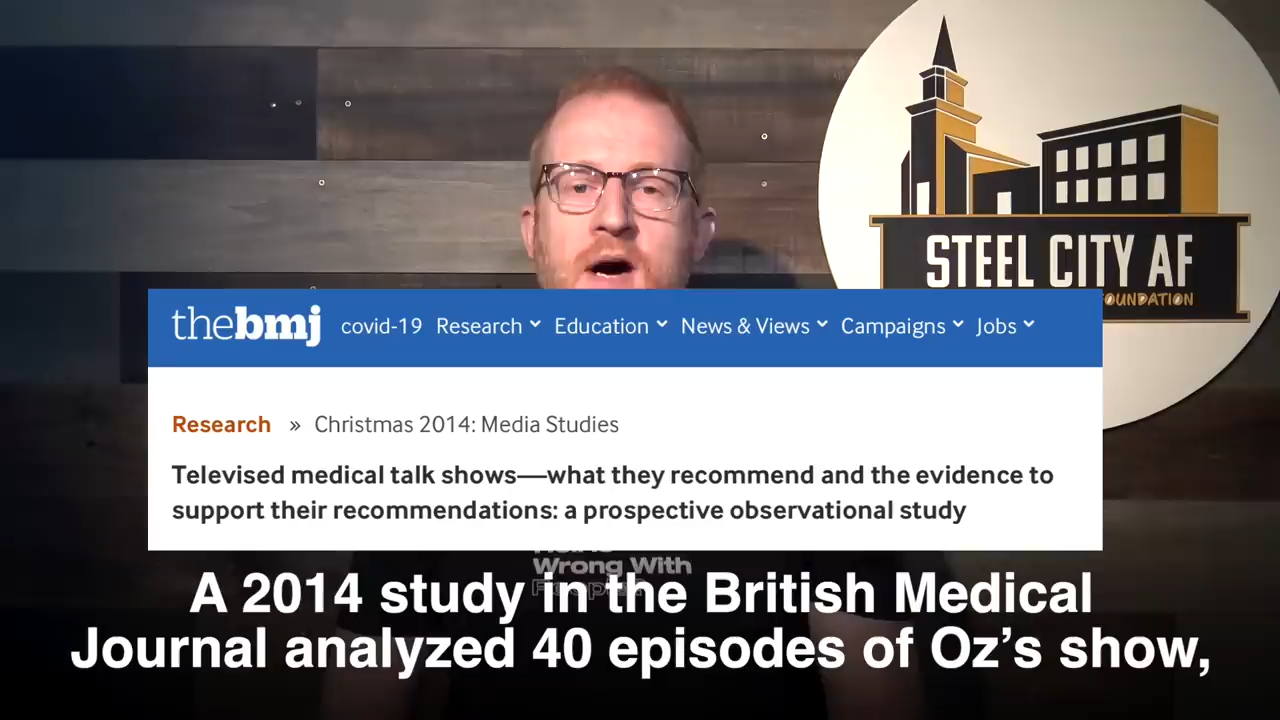 STEEL CITY AF
OUNDATION
thebmj covid-19 Research Education News & Views Campaigns Jobs
Research » Christmas 2014: Media Studies
Televised medical talk shows—what they recommend and the evidence to
support their recommendations: a prospective observational study
Wrong With
A 2014 study in the British Medical
Journal analyzed 40 episodes of Oz’s show,